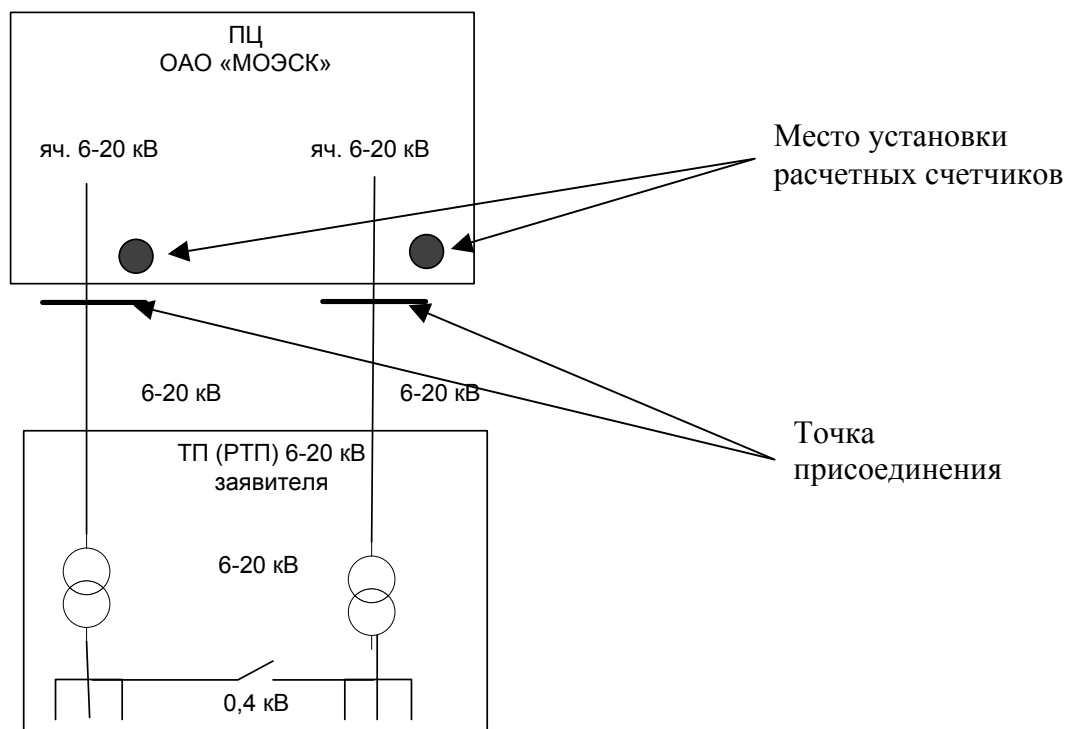 ПЦ
ОАО «МОЭСК»
яч. 6-20 кВ
яч. 6-20 кВ
Место установки
расчетных счетчиков
6-20 кВ
6-20 кВ
Точка
присоединения
ТП (РТП) 6-20 кВ
заявителя
6-20 кВ
0,4 кВ